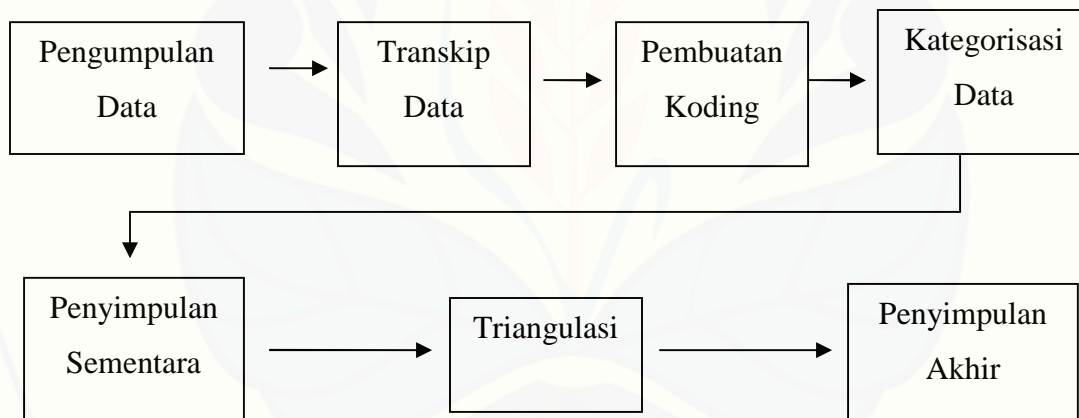 Pengumpulan
Data
Transkip
Data
Pembuatan
Koding
Kategorisasi
Data
Penyimpulan
Sementara
Triangulasi
Penyimpulan
Akhir